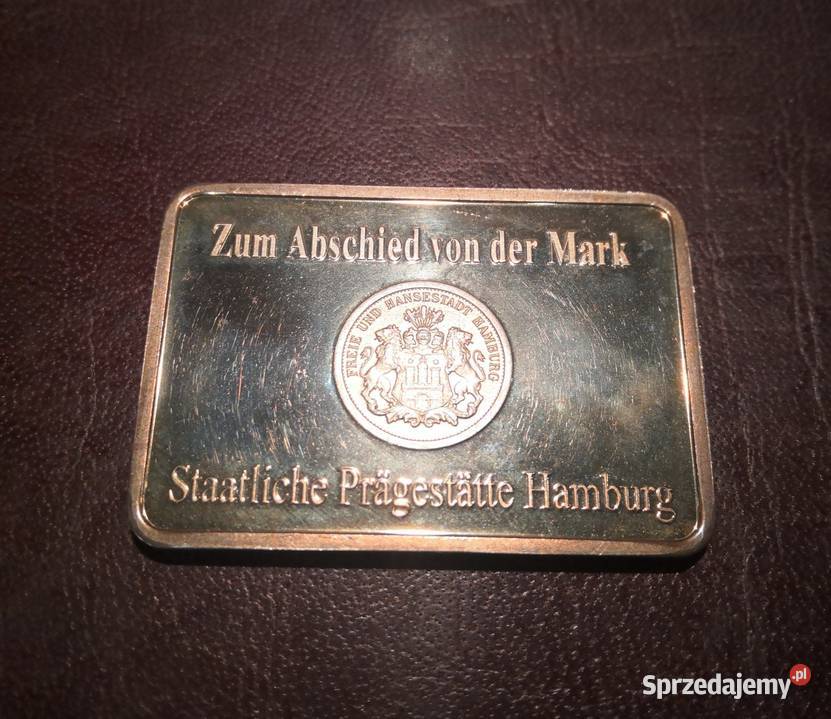 Zum Abschied von der Mark
FREIE UND HANSESTADT HAMBURG
Staatliche Prägestätte Hamburg
Sprzedajemy.pl